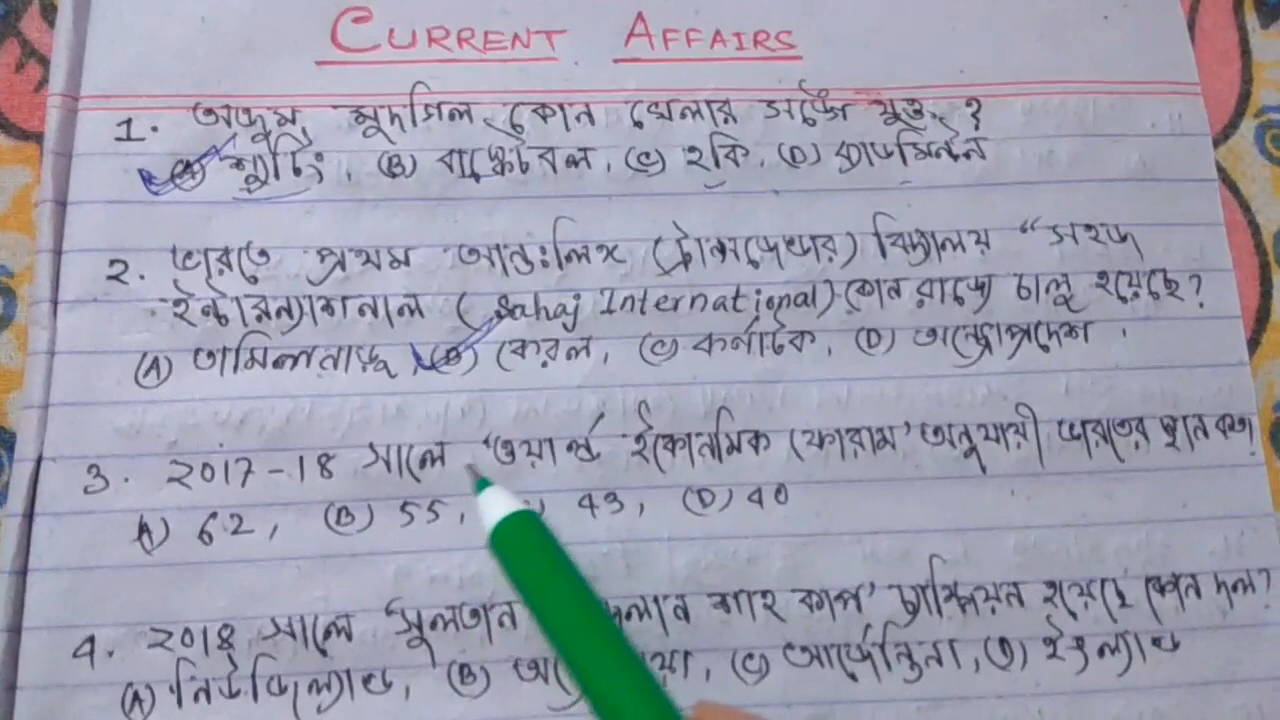 CURRENT AFFAIRS
1. অঞ্জুম মুদগিল কোন খেলার সঙ্গে যুক্ত ?
(A) শ্যুটিং, (B) বাস্কেটবল, (C) হকি, (D) ব্যাডমিন্টন
2. ভারতে প্রথম আন্তঃলিঙ্গ (ট্রান্সজেন্ডার) বিদ্যালয় "সহজ
ইন্টারন্যাশনাল (Sahaj International) কোন রাজ্যে চালু হয়েছে?
(A) তামিলনাড়ু, (B) কেরল, (C) কর্নাটক, (D) অন্ধ্রপ্রদেশ.
3. 2017-18 সালে 'ওয়ার্ল্ড ইকোনমিক ফোরাম' অনুযায়ী ভারতের স্থান কত?
A) 62, (B) 55, 43, (D) 40
4. 2018 সালে সুলতান শাহ কাপ' চ্যাম্পিয়ন হয়েছে কোন দল?
(A) নিউজিল্যান্ড, (B) (C) আর্জেন্তিনা, (D) ইংল্যান্ড